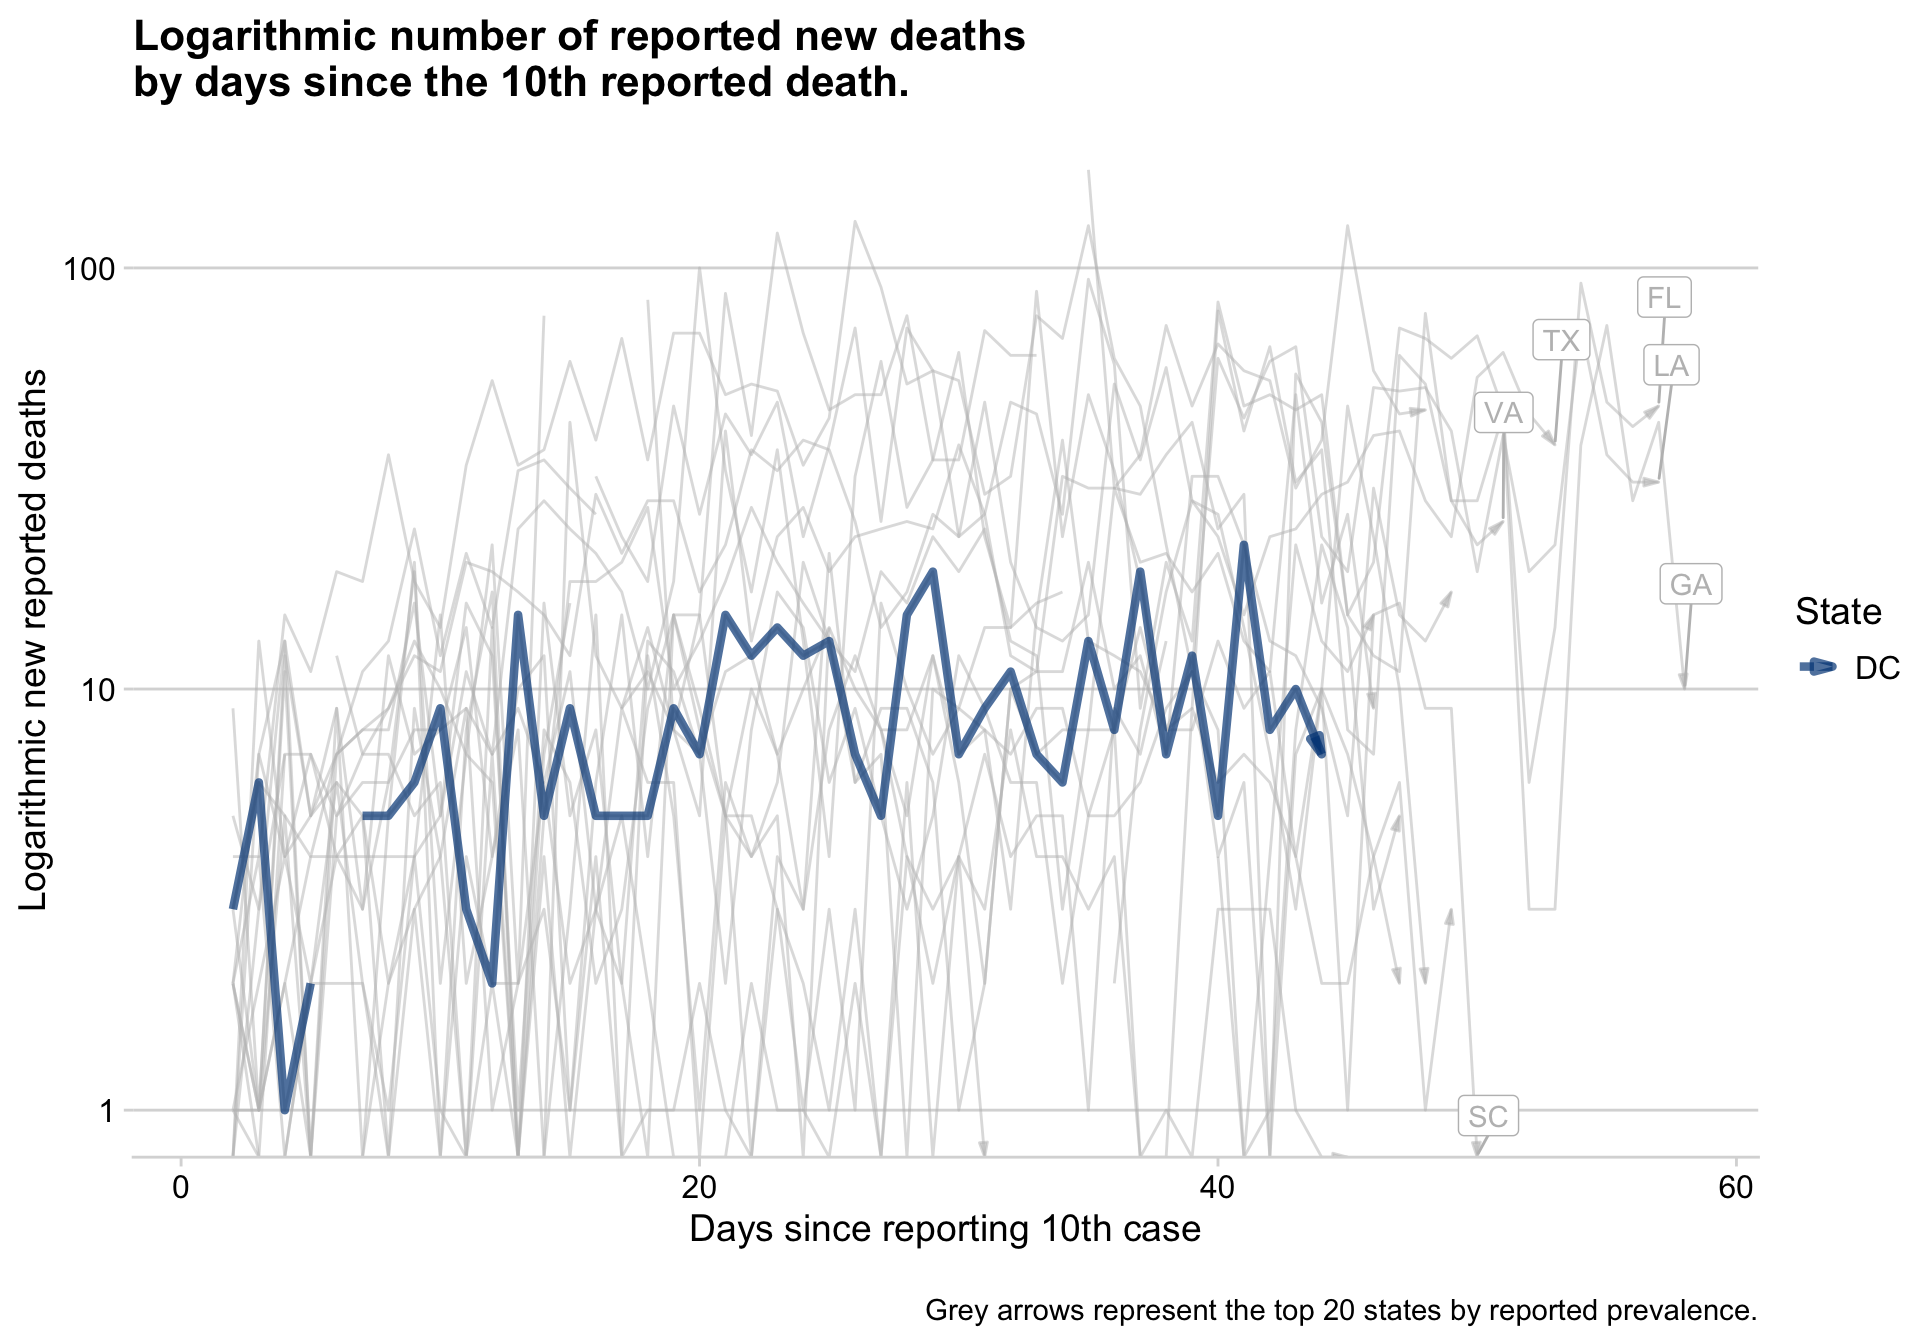 Logarithmic number of reported new deaths
by days since the 10th reported death.
Logarithmic new reported deaths
100
10
1
FL
TX
LA
VA
GA
SC
State
DC
0
20
40
60
Days since reporting 10th case
Grey arrows represent the top 20 states by reported prevalence.